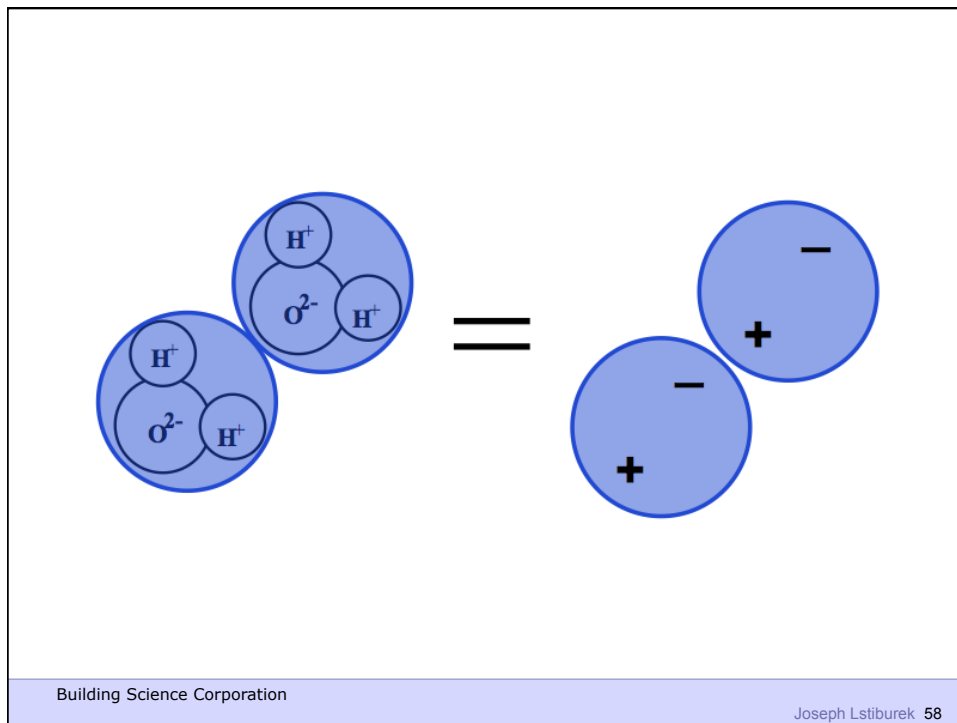 H⁺
O²⁻
H⁺
H⁺
O²⁻
H⁺
=
−
+
−
+
Building Science Corporation
Joseph Lstiburek 58